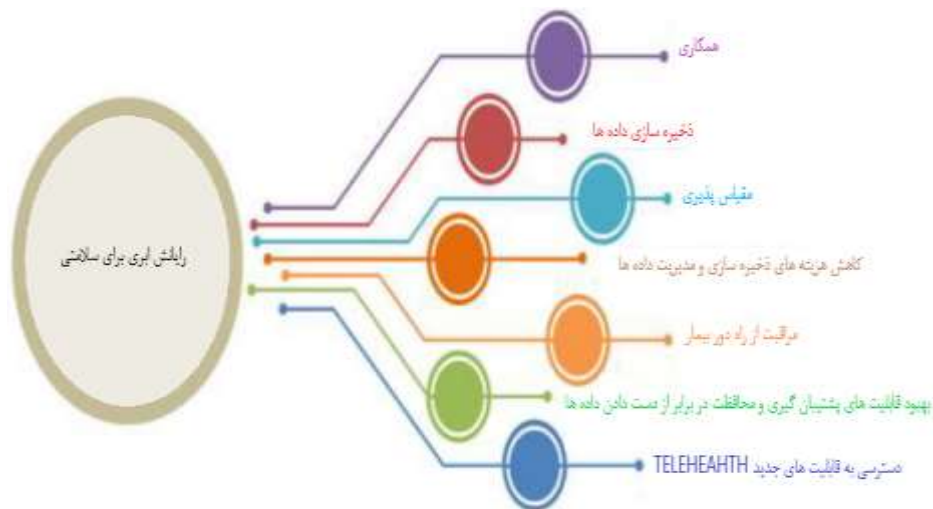 همکاری
ذخیره سازی داده ها
مقیاس پذیری
رایانش ابری برای سلامتی
کاهش هزینه های ذخیره سازی و مدیریت داده ها
مراقبت از راه دور بیمار
بهبود قابلیت های پشتیبان گیری و محافظت در برابر از دست دادن داده ها
دسترسی به قابلیت های جدید TELEHEAHTH